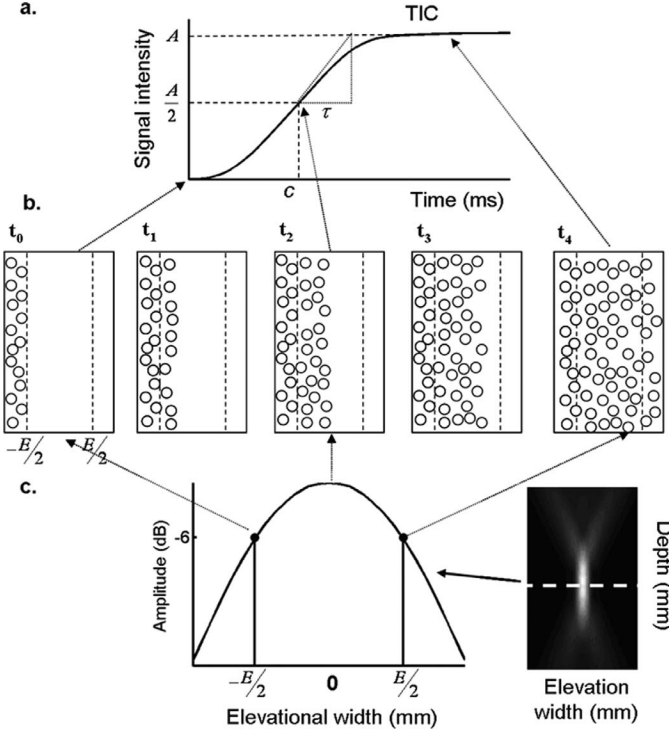 a.
TIC
Signal intensity
A
A/2
τ
c
Time (ms)
b.
t0
t1
t2
t3
t4
-E/2
E/2
c.
Amplitude (dB)
-6
-E/2
0
E/2
Elevational width (mm)
Depth (mm)
Elevation
width (mm)